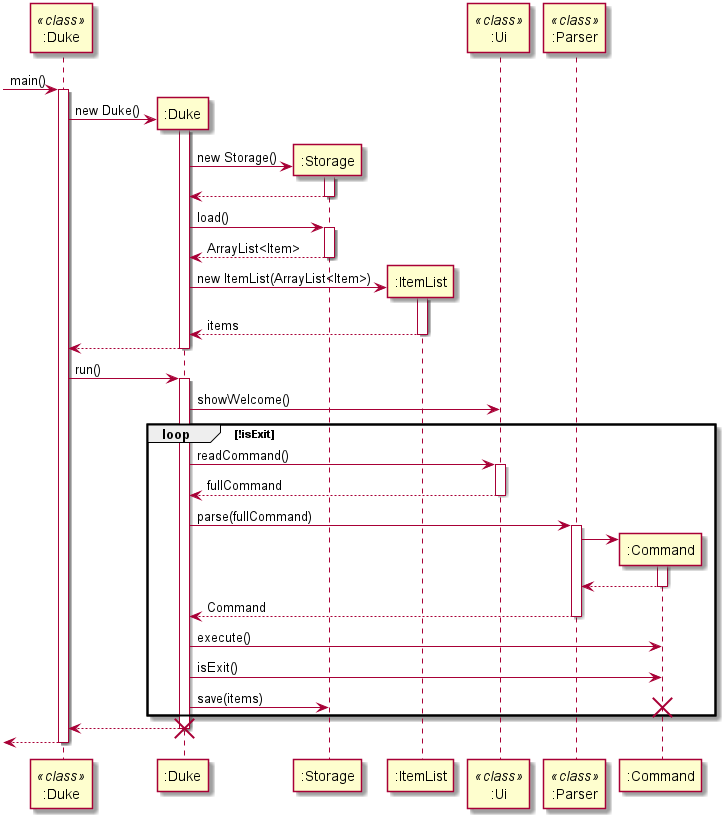 «class»
:Duke
«class»
:Ui
«class»
:Parser
main()
new Duke()
:Duke
new Storage()
:Storage
load()
ArrayList<Item>
new ItemList(ArrayList<Item>)
:ItemList
items
run()
showWelcome()
loop [!isExit]
readCommand()
fullCommand
parse(fullCommand)
:Command
Command
execute()
isExit()
save(items)
«class»
:Duke
:Duke
:Storage
:ItemList
«class»
:Ui
«class»
:Parser
:Command